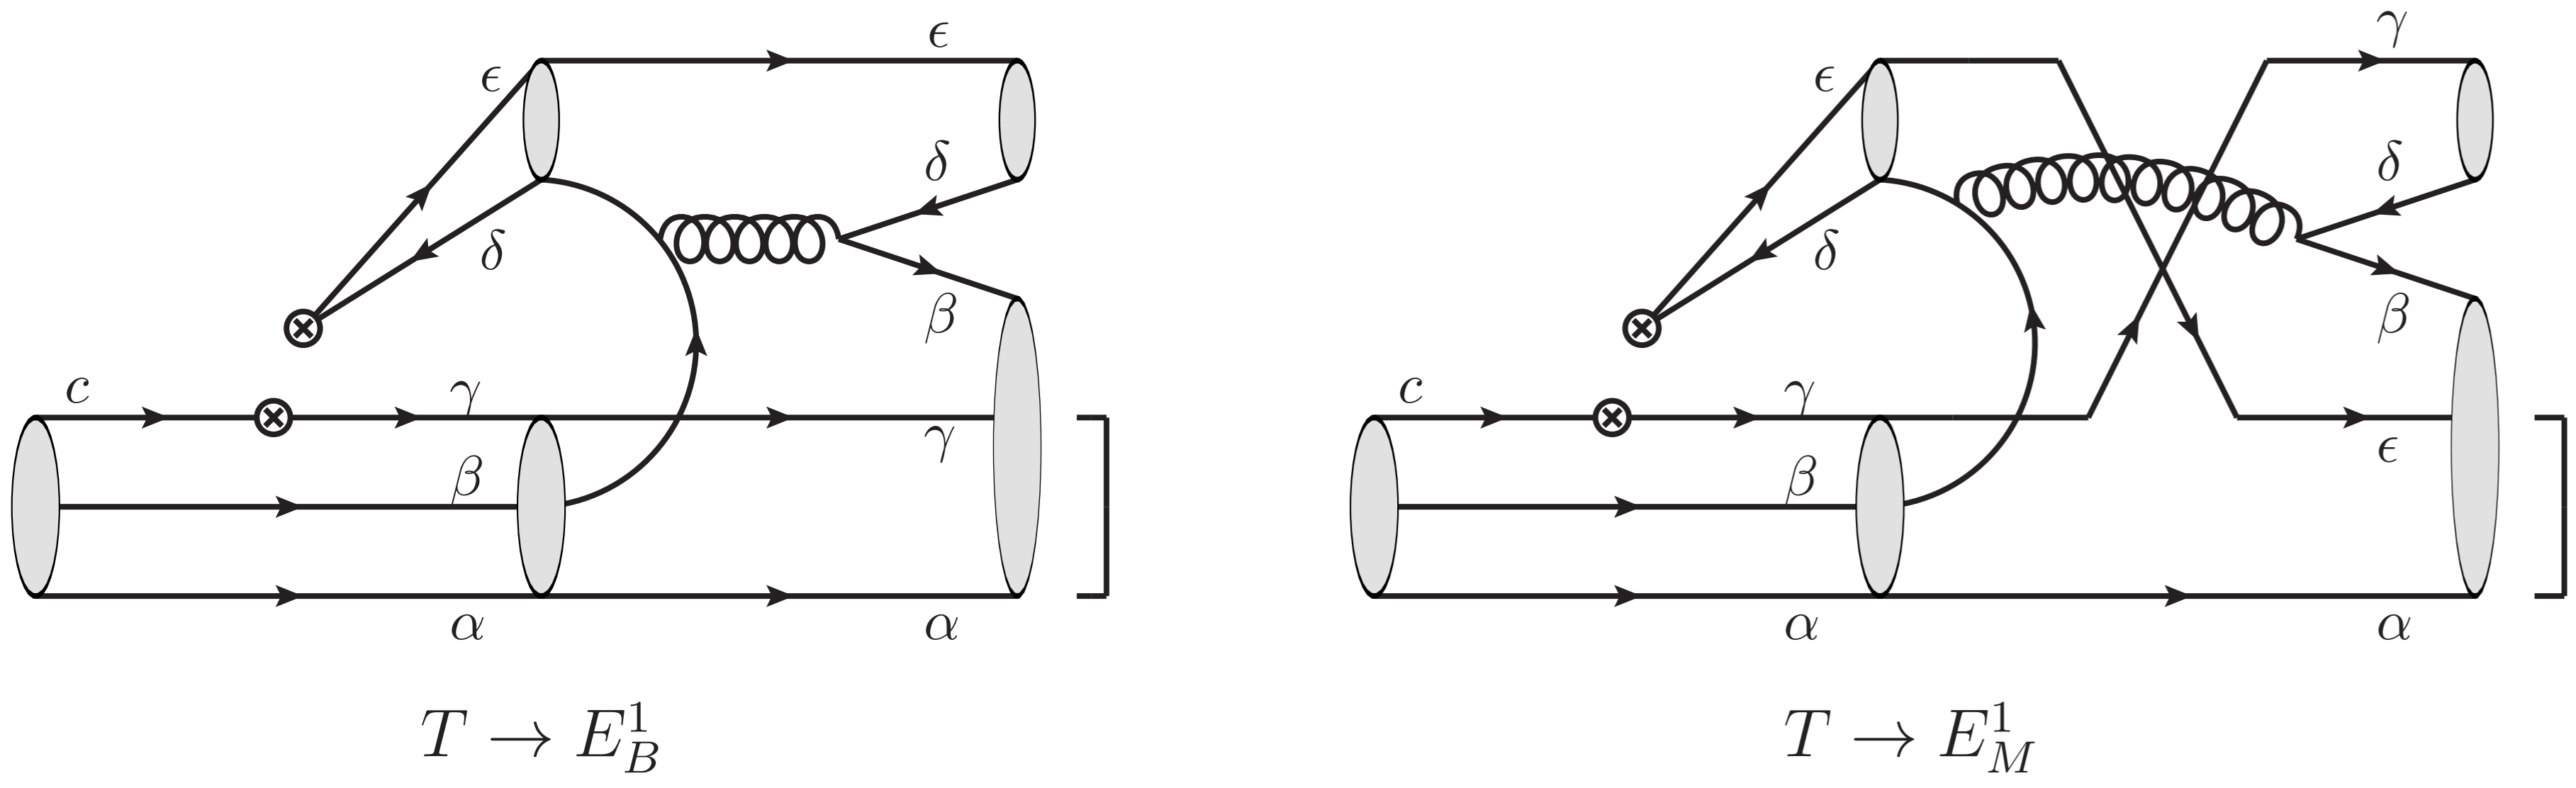 ϵ
ϵ
δ
δ
β
c
γ
γ
β
α
α
T → E_B^1
γ
ϵ
δ
δ
β
c
γ
ϵ
β
α
α
T → E_M^1